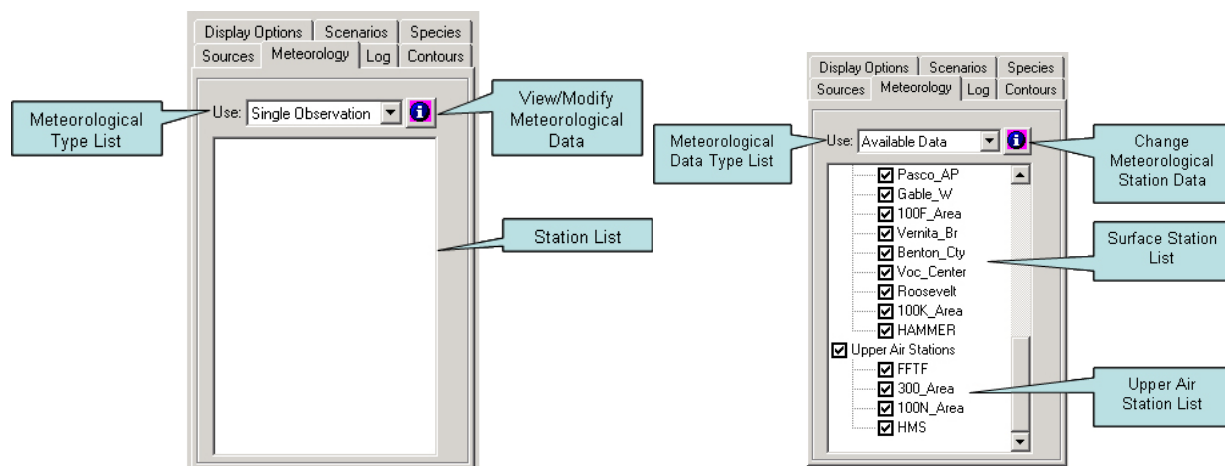 Display Options Scenarios Species
Sources Meteorology Log Contours
Meteorological
Type List
Use: Single Observation
View/Modify
Meteorological
Data
Station List
Display Options Scenarios Species
Sources Meteorology Log Contours
Meteorological
Data Type List
Use: Available Data
Change
Meteorological
Station Data
Pasco_AP
Gable_W
100F_Area
Vernita_Br
Benton_Cty
Voc_Center
Roosevelt
100K_Area
HAMMER
Surface Station
List
Upper Air Stations
FFTF
300_Area
100N_Area
HMS
Upper Air
Station List